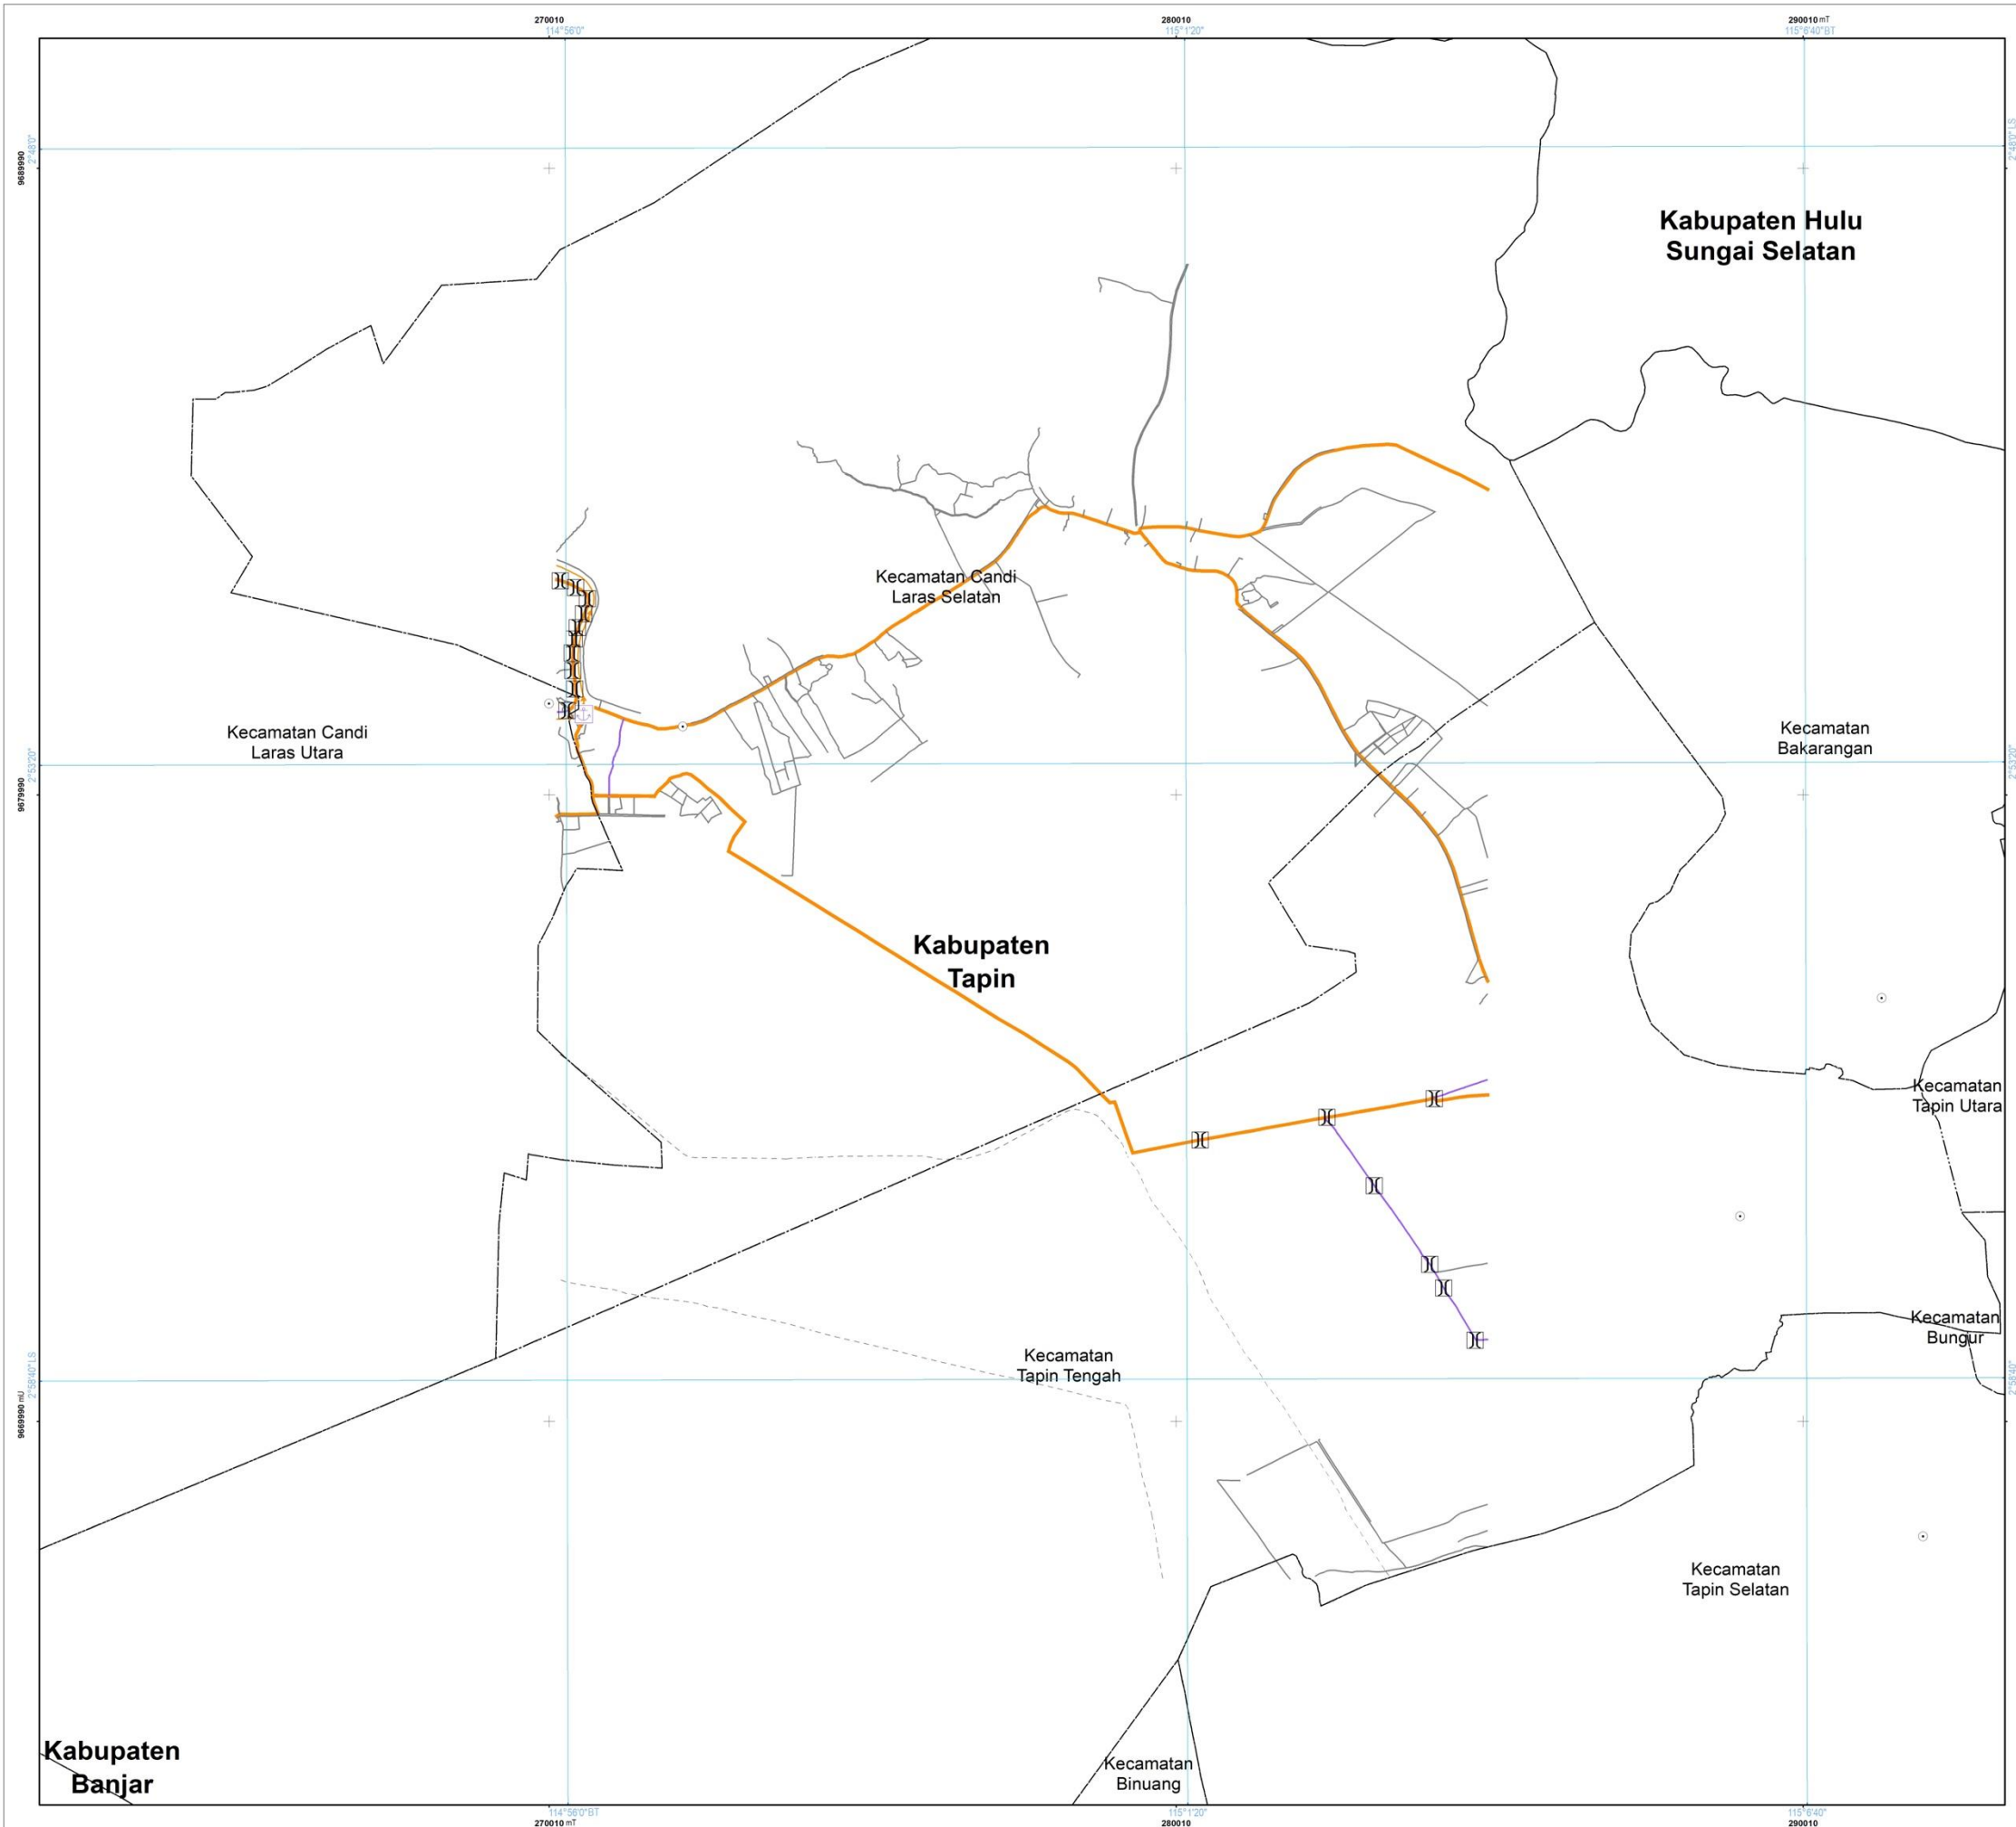 270010
280010
290010 mT
114°56'0"
115°1'20"
115°6'40"BT
2°48'0"
2°48'0" LS
9689990
Kabupaten Hulu
Sungai Selatan
Kecamatan Candi
Laras Selatan
Kecamatan Candi
Laras Utara
Kecamatan
Bakarangan
2°53'20"
2°53'20"
9679990
Kabupaten
Tapin
Kecamatan
Tapin Utara
Kecamatan
Bungur
Kecamatan
Tapin Tengah
2°58'40" LS
2°58'40"
9669990 mU
Kecamatan
Tapin Selatan
Kabupaten
Banjar
Kecamatan
Binuang
114°56'0"BT
115°1'20"
115°6'40"
270010 mT
280010
290010